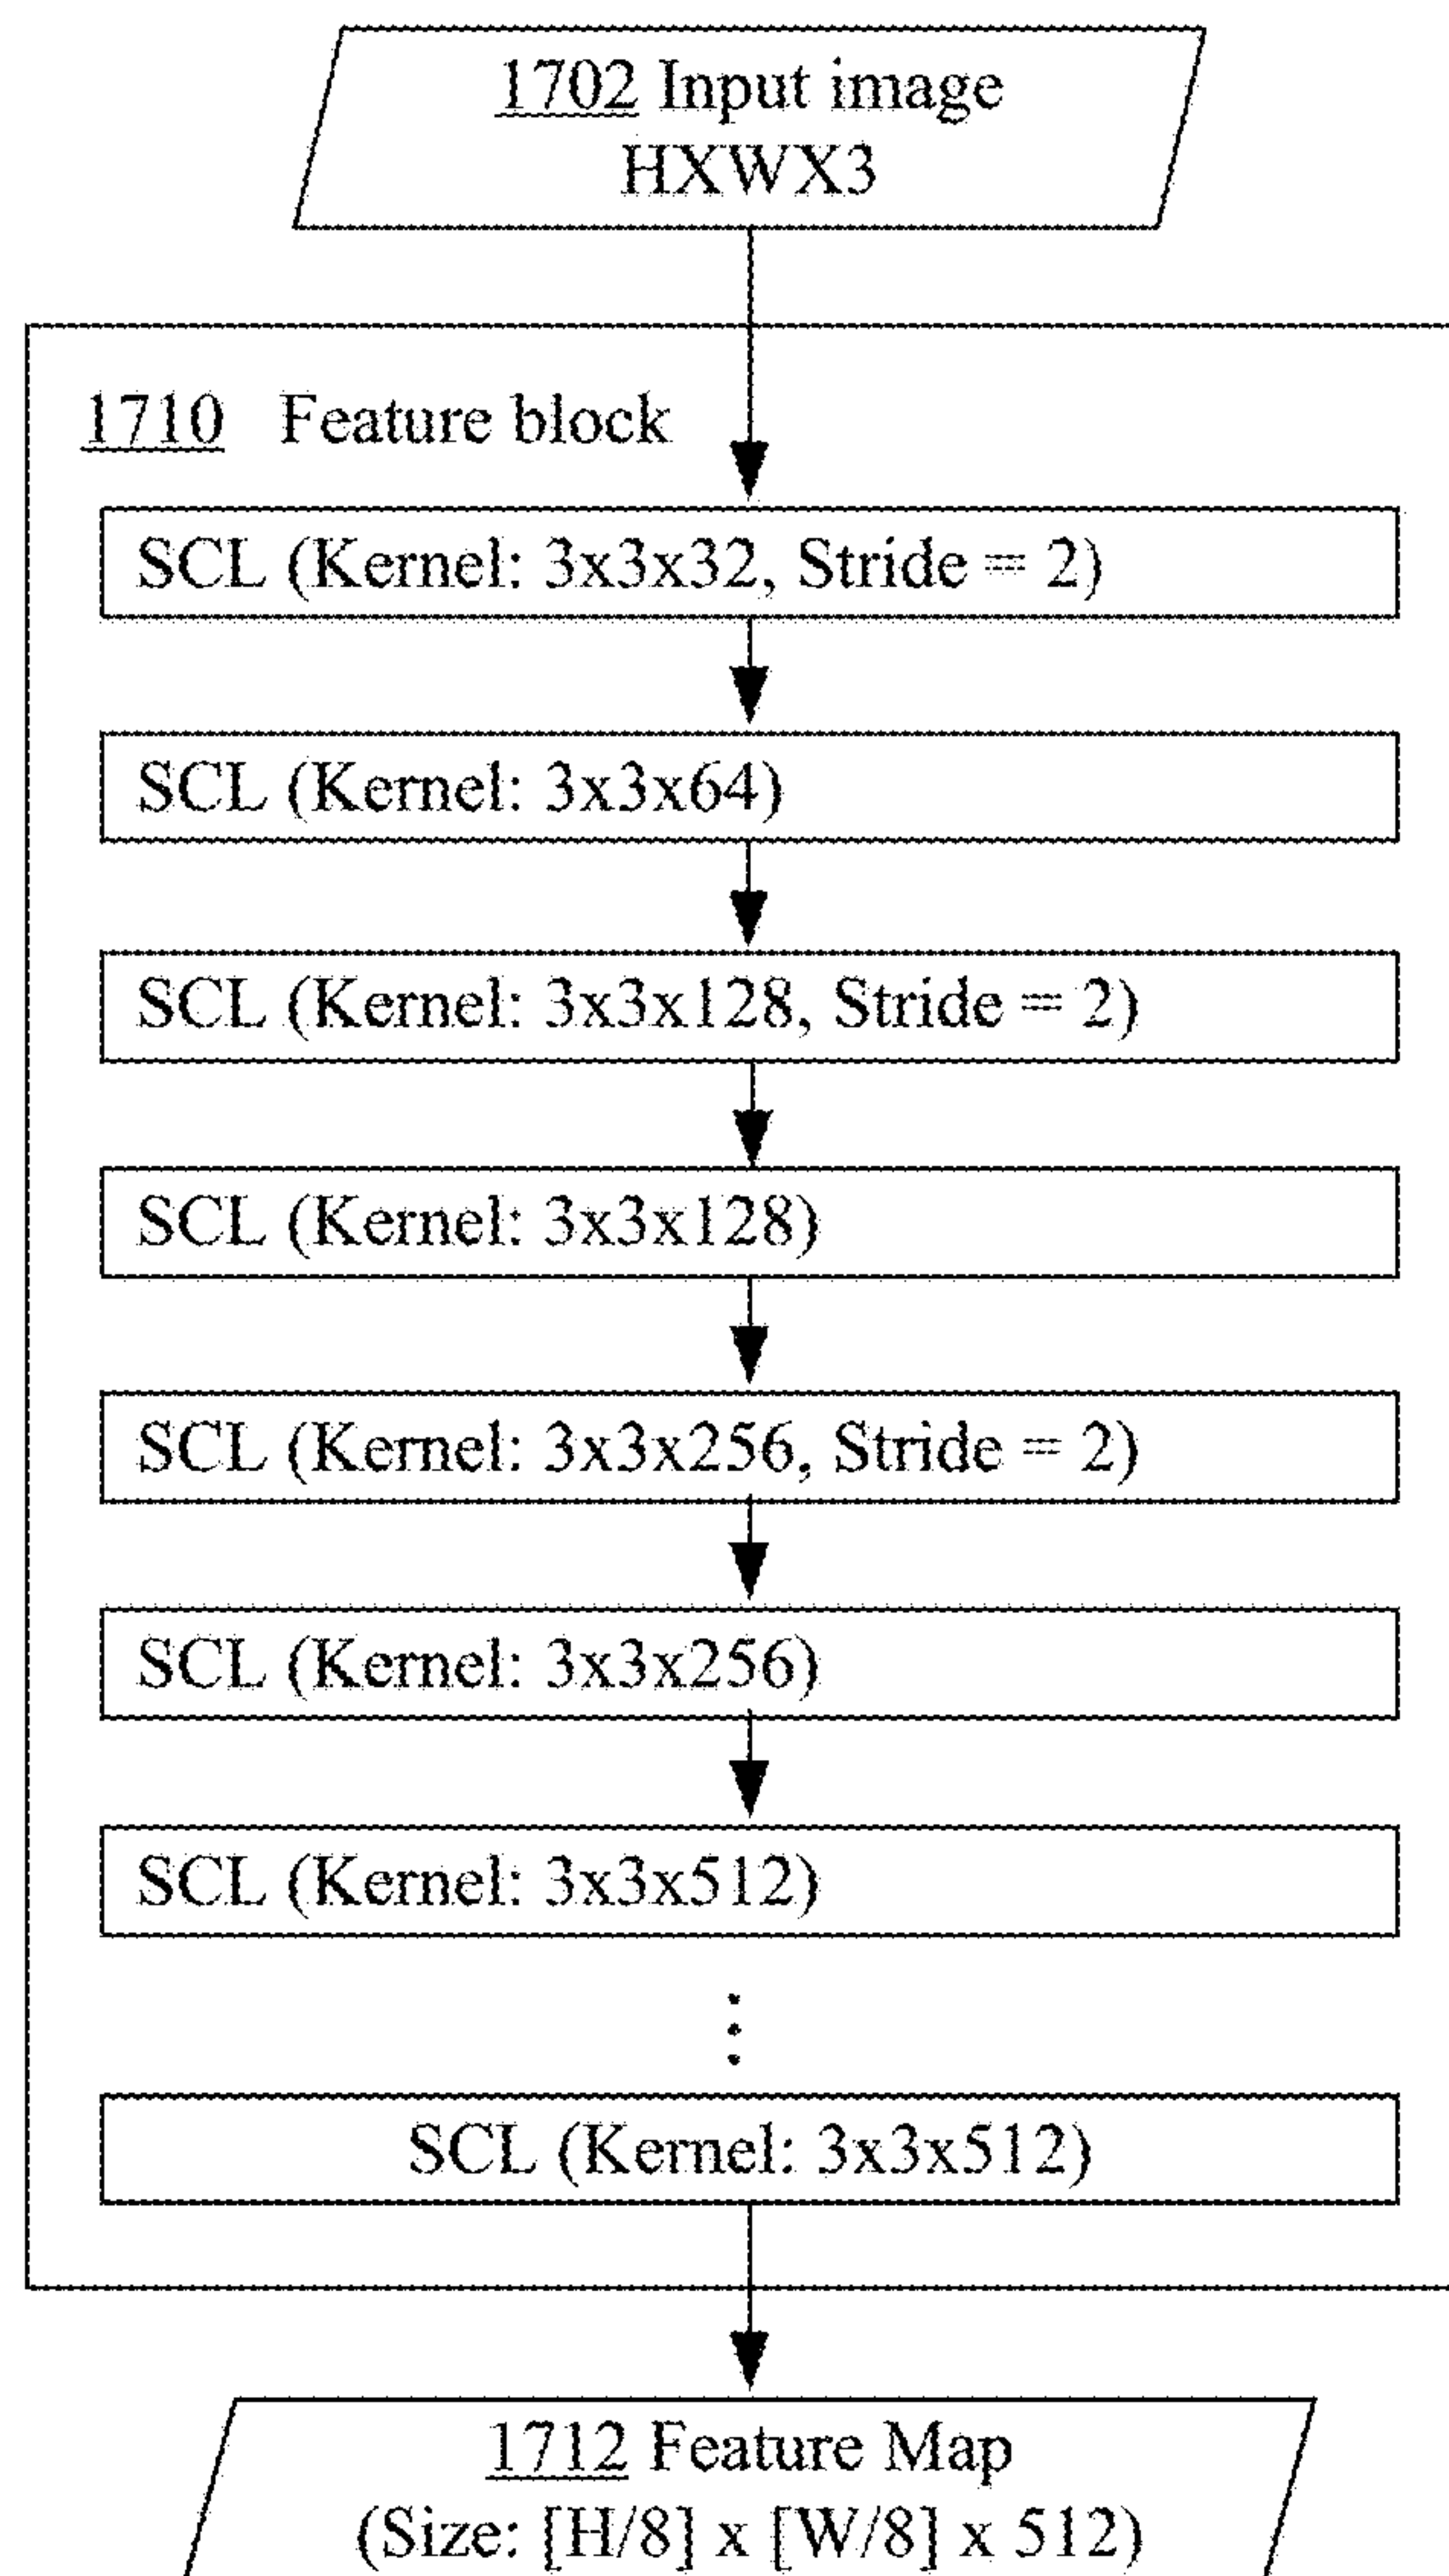 1702 Input image
HXWX3
1710 Feature block
SCL (Kernel: 3x3x32, Stride = 2)
SCL (Kernel: 3x3x64)
SCL (Kernel: 3x3x128, Stride = 2)
SCL (Kernel: 3x3x128)
SCL (Kernel: 3x3x256, Stride = 2)
SCL (Kernel: 3x3x256)
SCL (Kernel: 3x3x512)
SCL (Kernel: 3x3x512)
1712 Feature Map
(Size: [H/8] x [W/8] x 512)